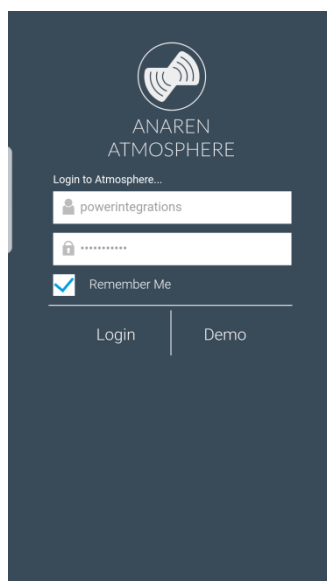 ANAREN
ATMOSPHERE
Login to Atmosphere...
powerintegrations
•••••••••••
Remember Me
Login Demo